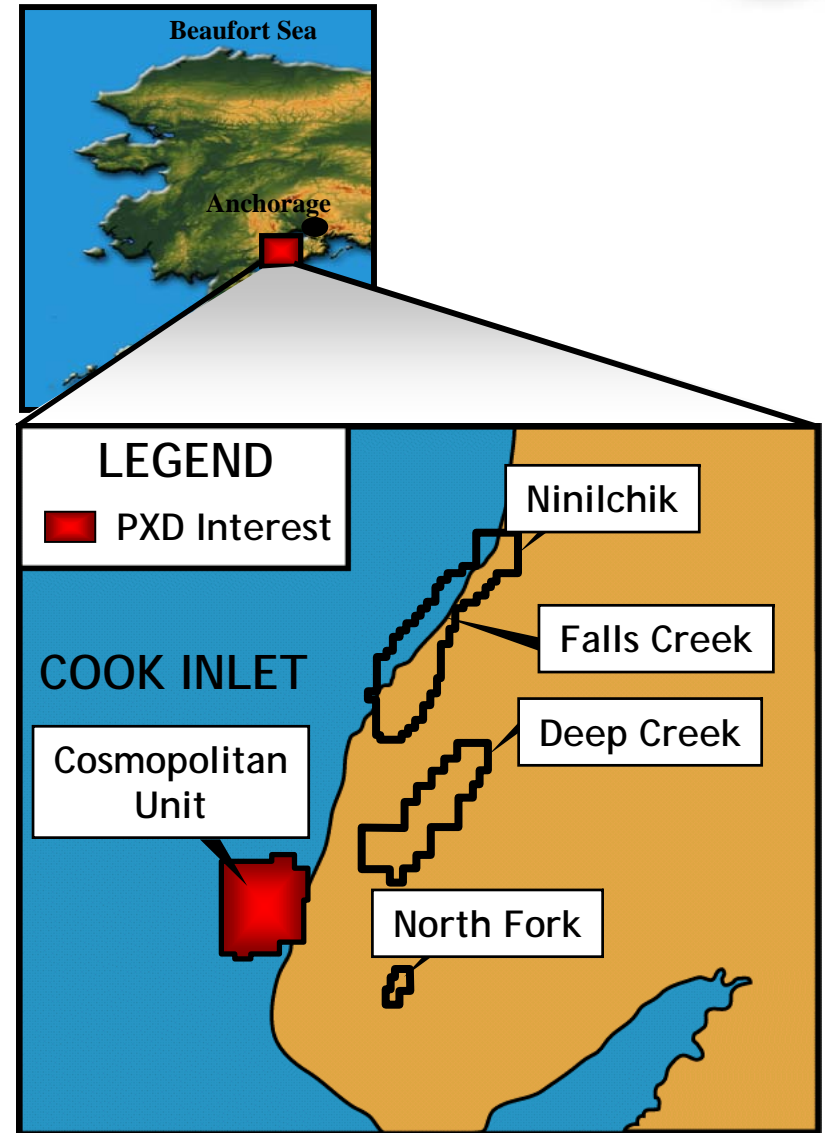 Beaufort Sea
Anchorage
LEGEND
PXD Interest
Ninilchik
Falls Creek
COOK INLET
Deep Creek
Cosmopolitan
Unit
North Fork